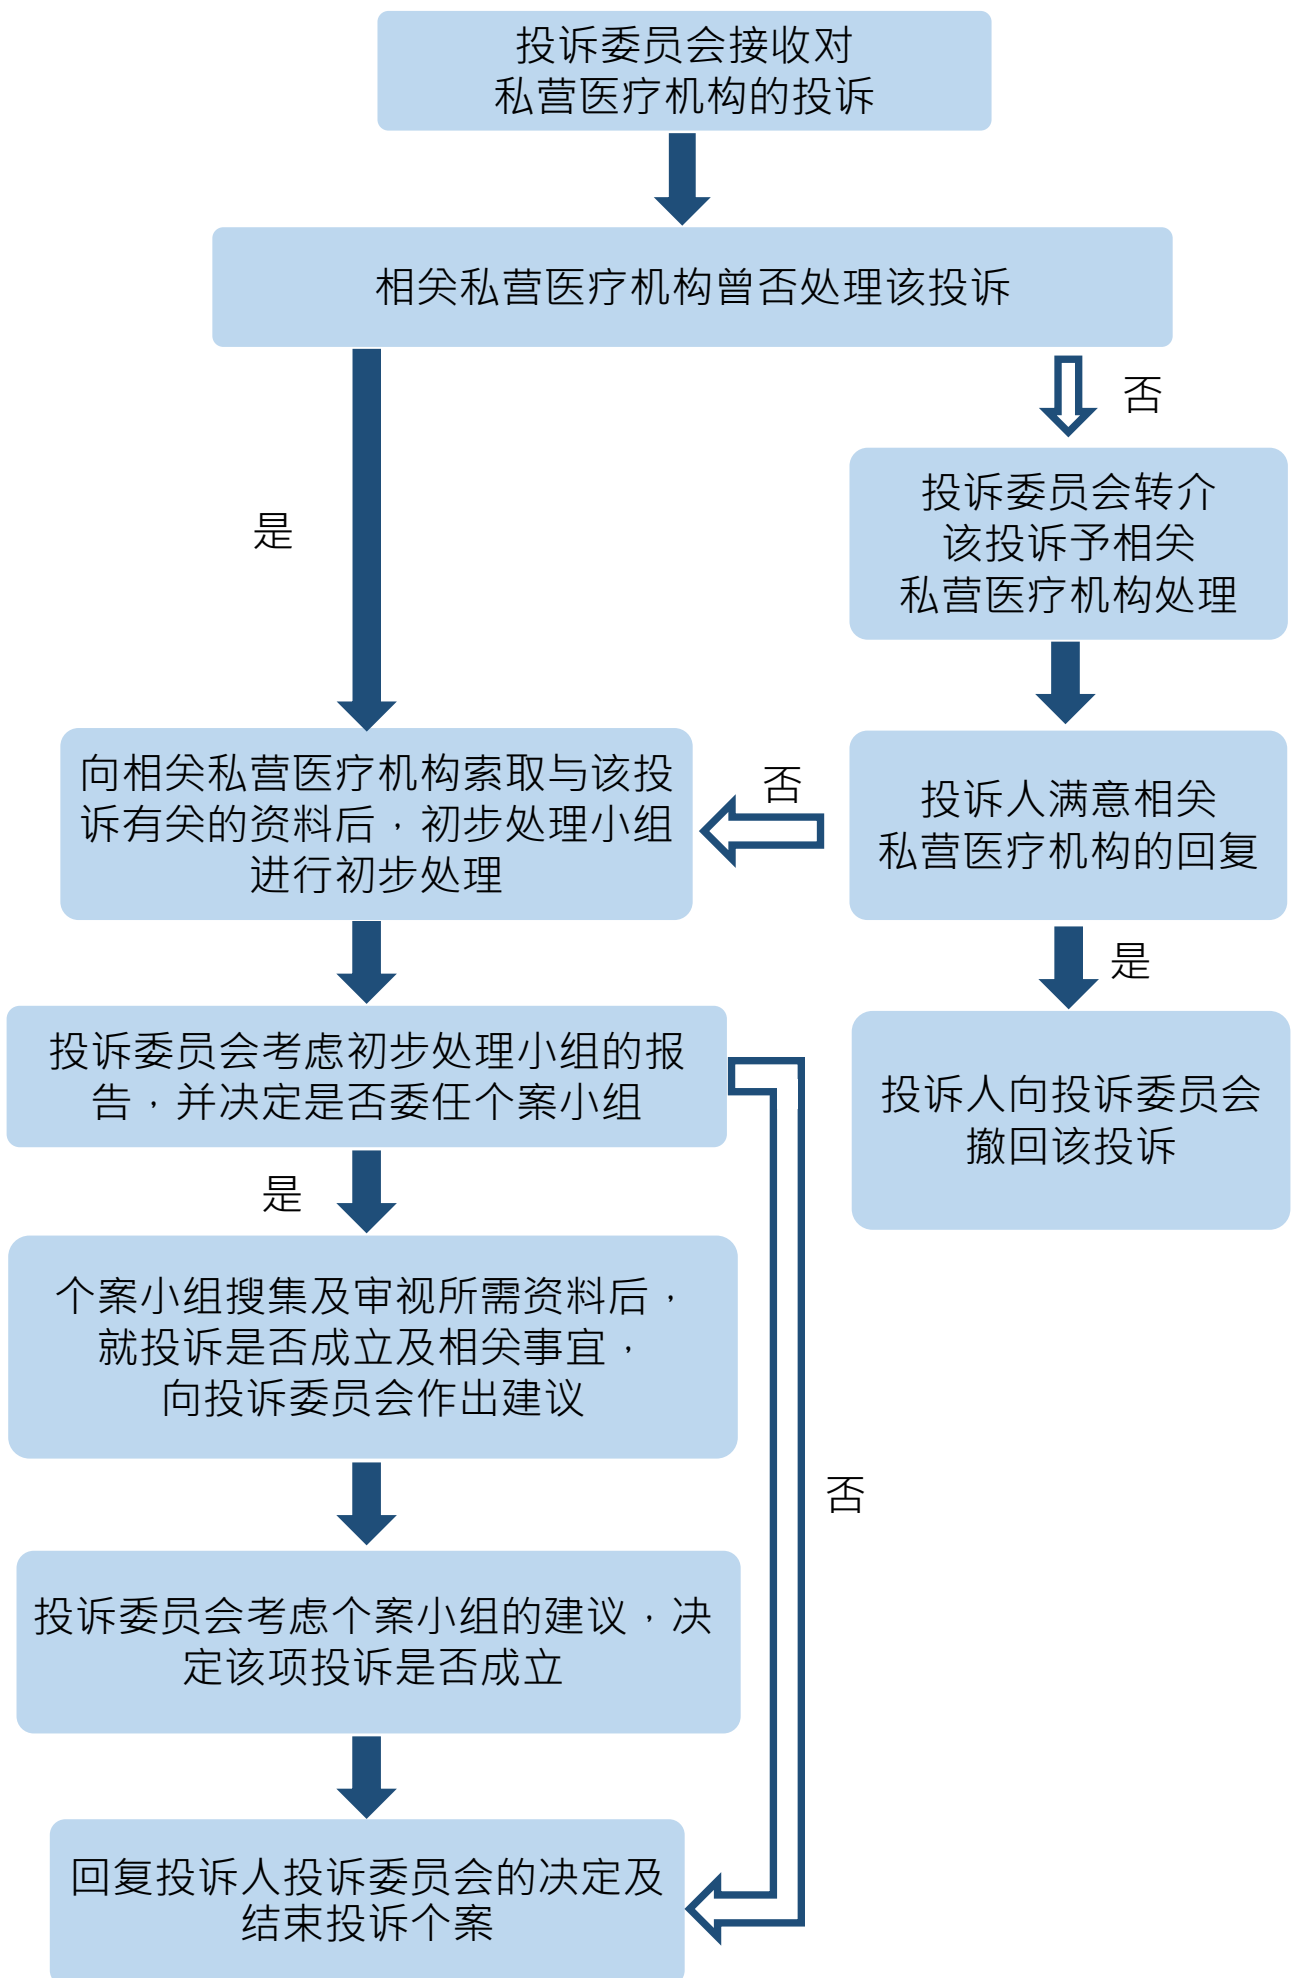 投诉委员会接收对
私营医疗机构的投诉
相关私营医疗机构曾否处理该投诉
否
是
投诉委员会转介
该投诉予相关
私营医疗机构处理
向相关私营医疗机构索取与该投
诉有关的资料后，初步处理小组
进行初步处理
否
投诉人满意相关
私营医疗机构的回复
是
投诉委员会考虑初步处理小组的报
告，并决定是否委任个案小组
投诉人向投诉委员会
撤回该投诉
是
个案小组搜集及审视所需资料后，
就投诉是否成立及相关事宜，
向投诉委员会作出建议
否
投诉委员会考虑个案小组的建议，决
定该项投诉是否成立
回复投诉人投诉委员会的决定及
结束投诉个案